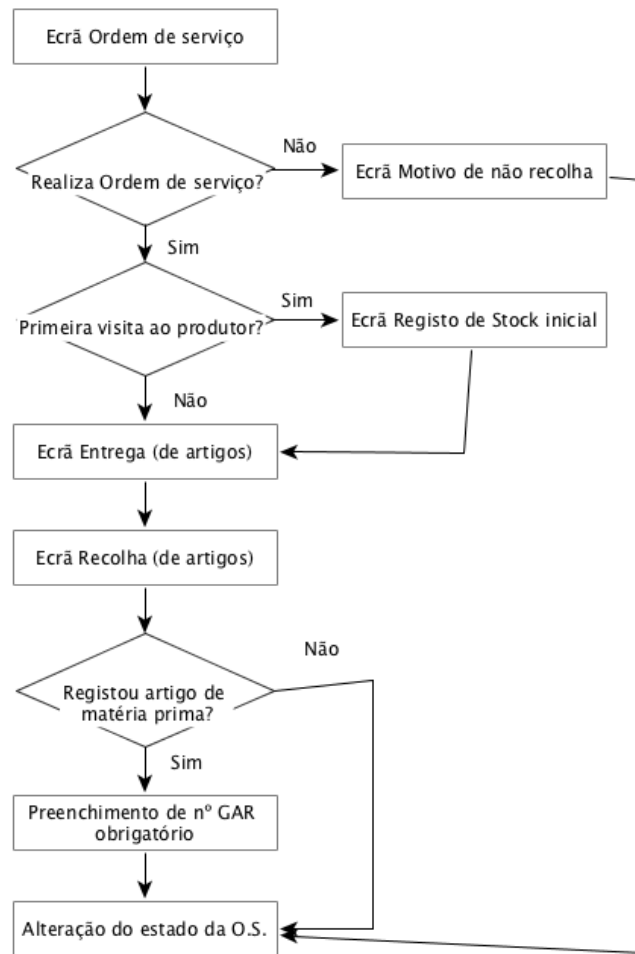 Ecrã Ordem de serviço
Realiza Ordem de serviço?
Não
Ecrã Motivo de não recolha
Sim
Primeira visita ao produtor?
Sim
Ecrã Registo de Stock inicial
Não
Ecrã Entrega (de artigos)
Ecrã Recolha (de artigos)
Não
Registou artigo de
matéria prima?
Sim
Preenchimento de nº GAR
obrigatório
Alteração do estado da O.S.